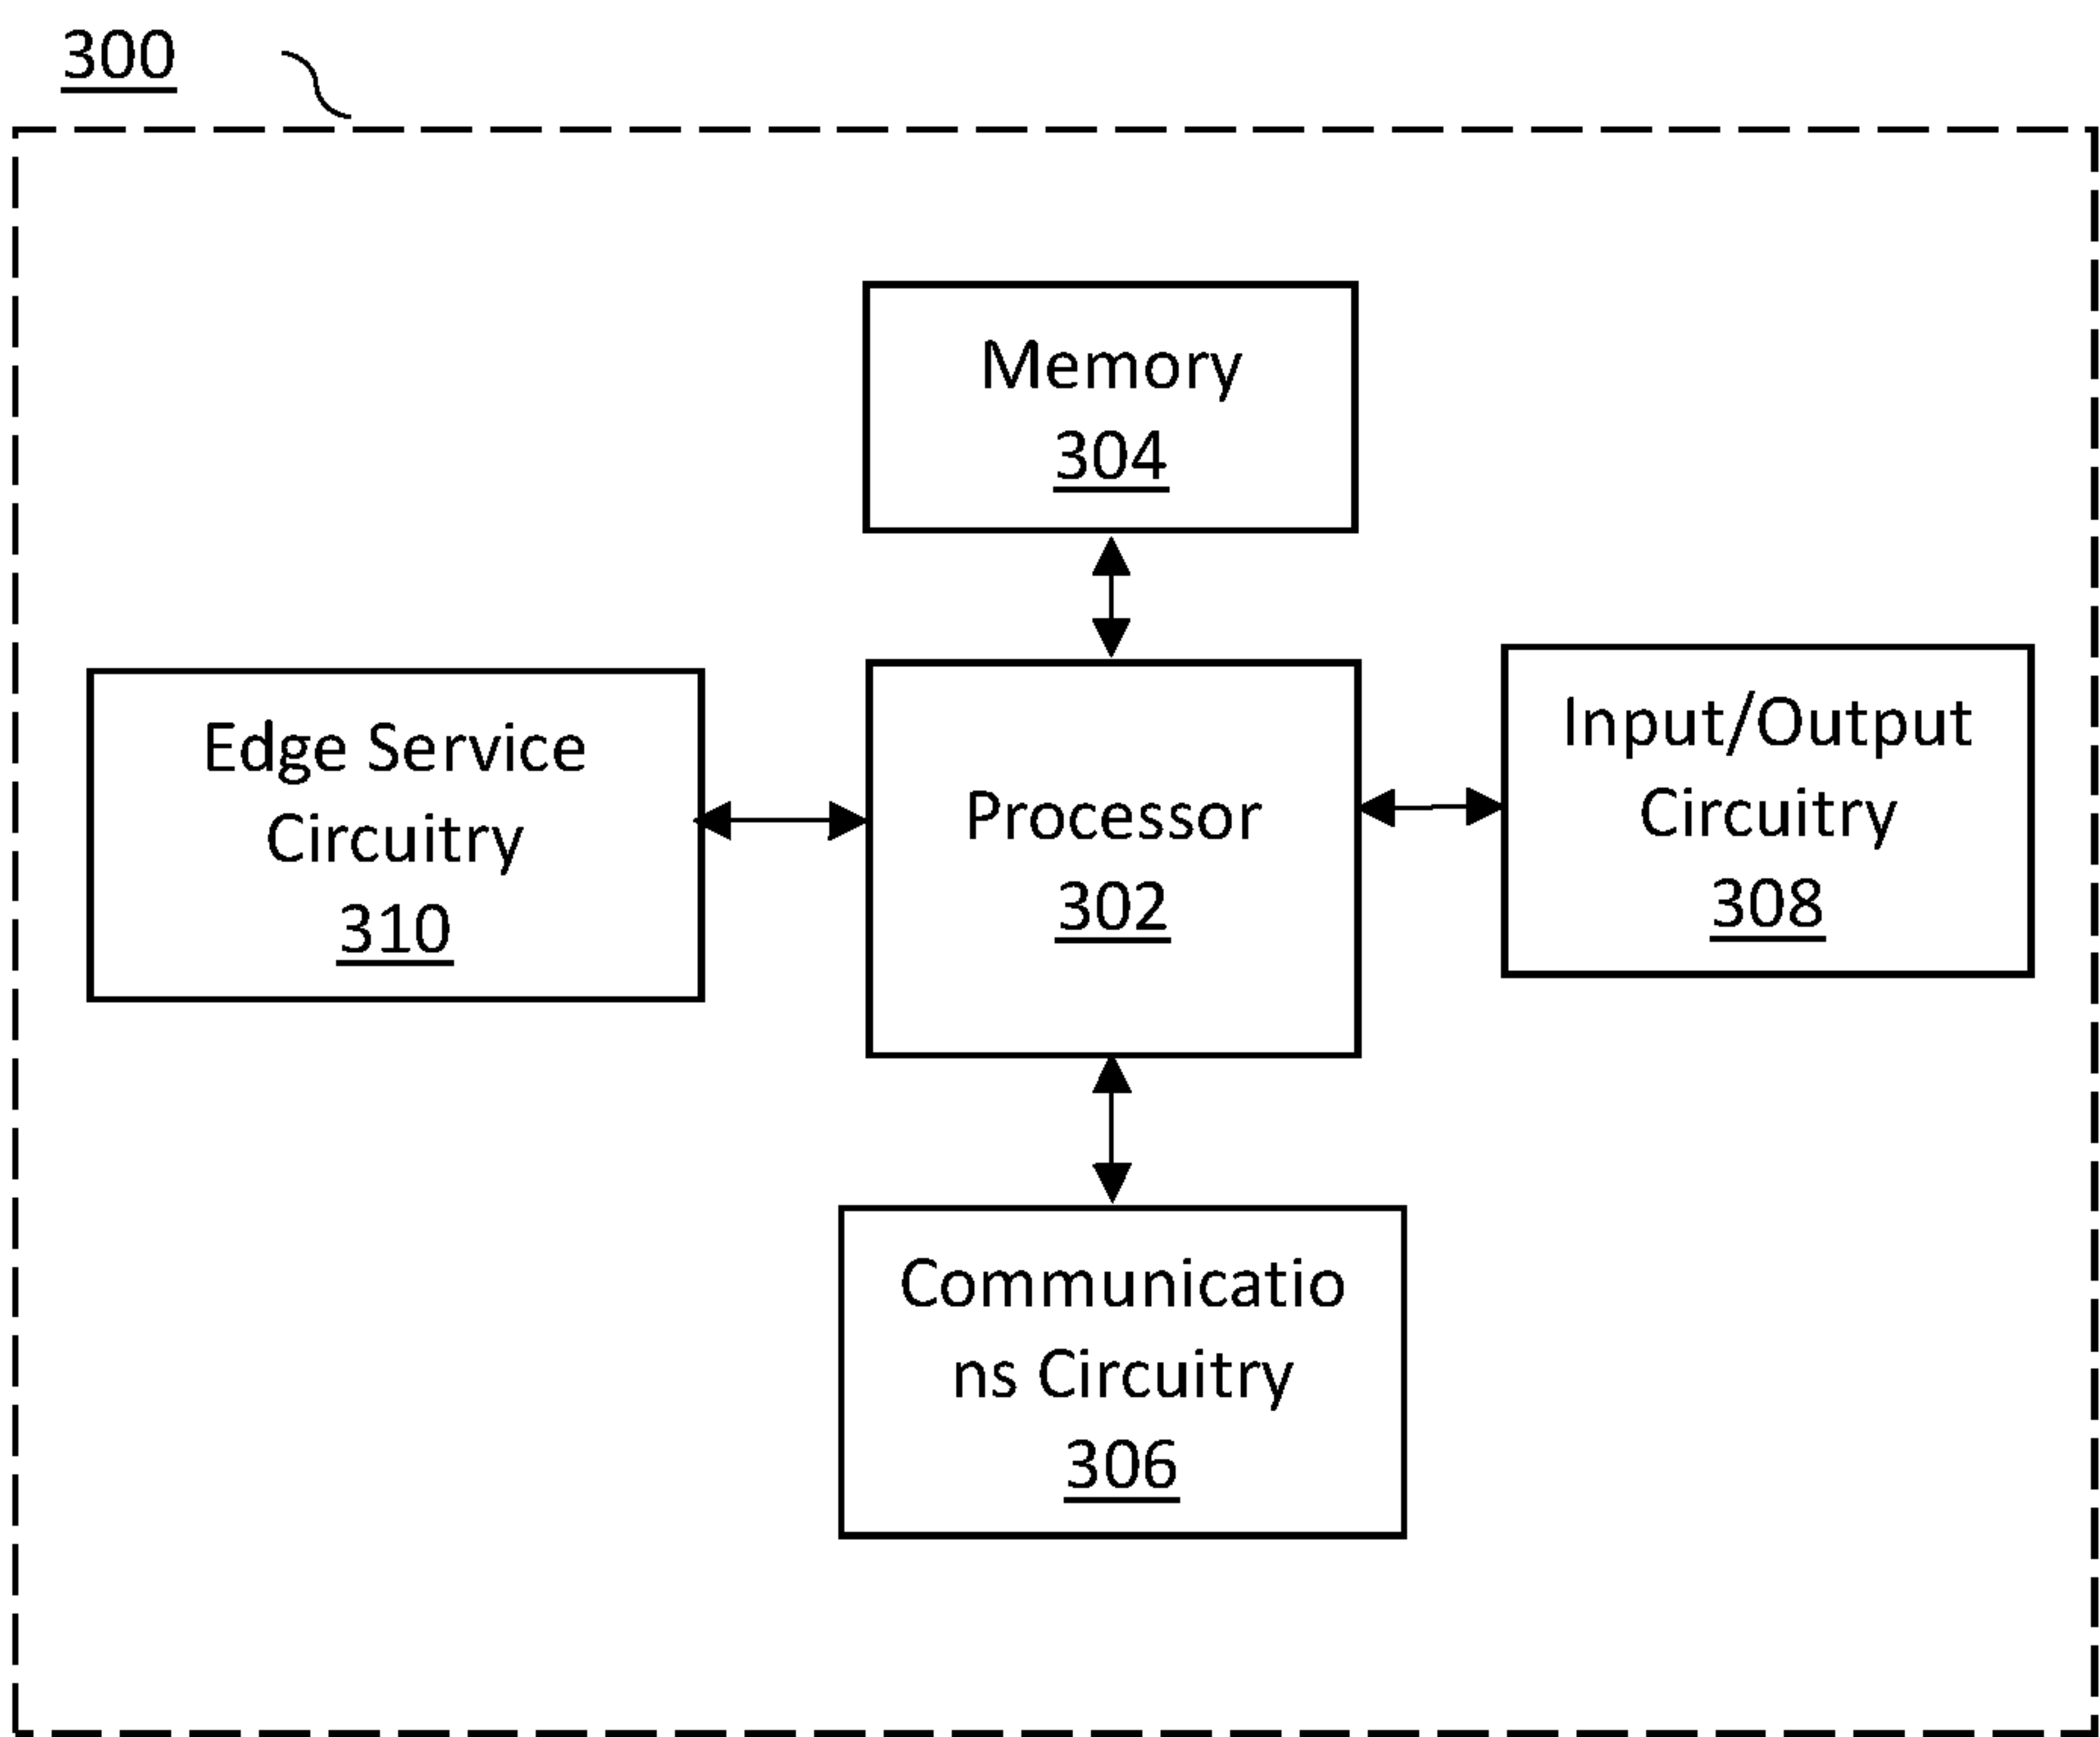 300
Memory
304
Edge Service
Circuitry
310
Processor
302
Input/Output
Circuitry
308
Communicatio
ns Circuitry
306